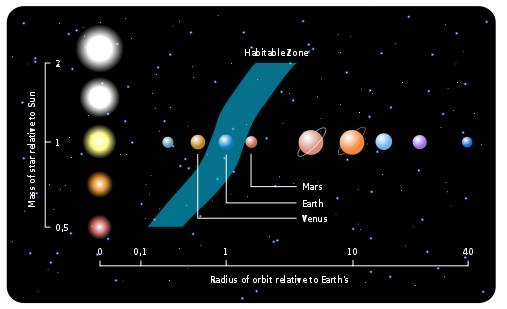 Habitable Zone
2
1
0,5
Mass of star relative to Sun
Mars
Earth
Venus
0 0,1 1 10 40
Radius of orbit relative to Earth's